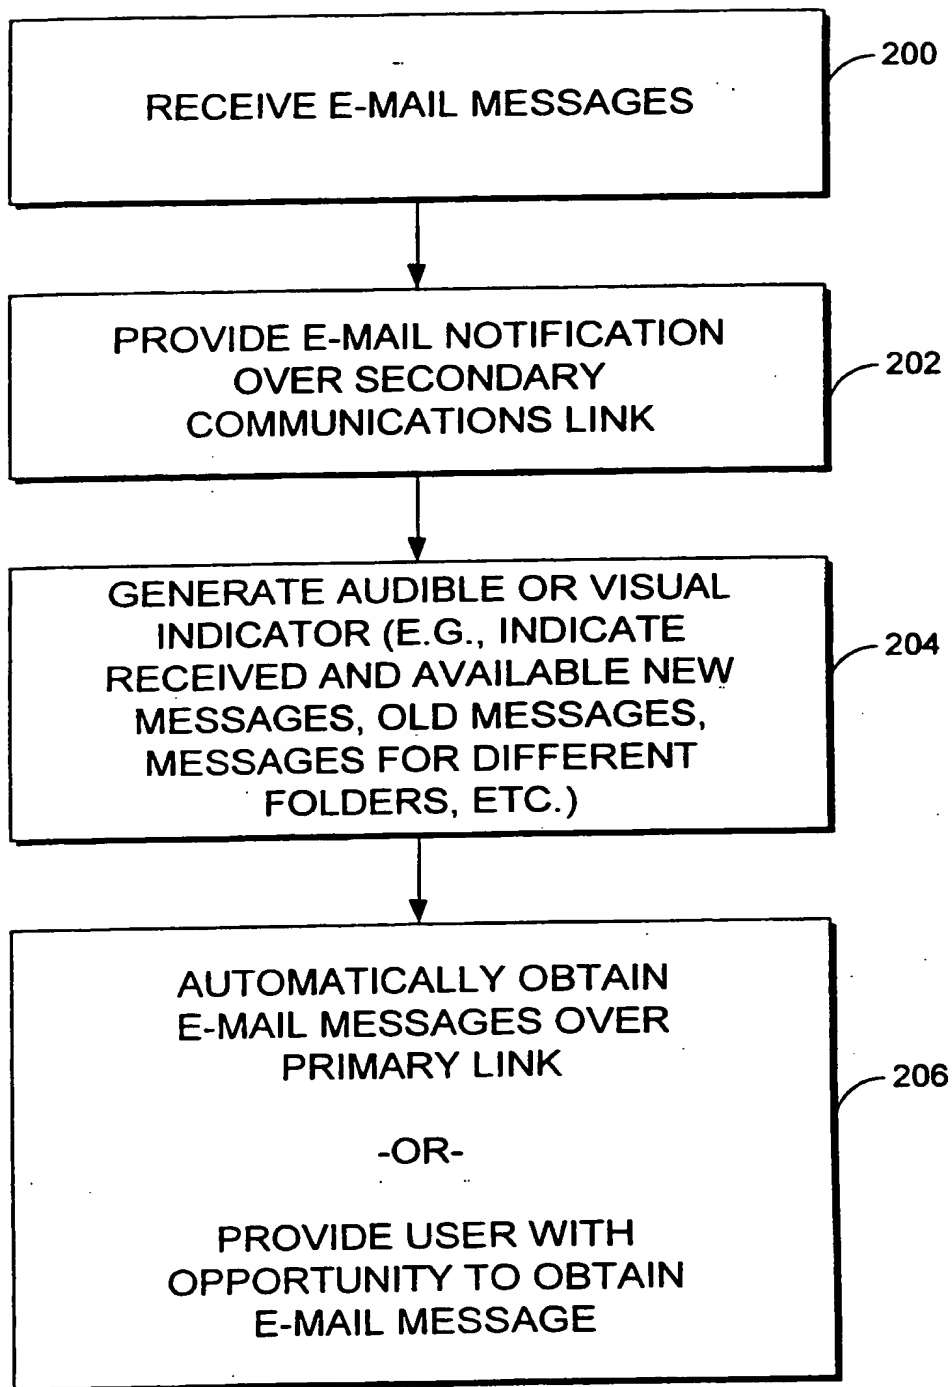 RECEIVE E-MAIL MESSAGES
200
PROVIDE E-MAIL NOTIFICATION
OVER SECONDARY
COMMUNICATIONS LINK
202
GENERATE AUDIBLE OR VISUAL
INDICATOR (E.G., INDICATE
RECEIVED AND AVAILABLE NEW
MESSAGES, OLD MESSAGES,
MESSAGES FOR DIFFERENT
FOLDERS, ETC.)
204
AUTOMATICALLY OBTAIN
E-MAIL MESSAGES OVER
PRIMARY LINK
-OR-
PROVIDE USER WITH
OPPORTUNITY TO OBTAIN
E-MAIL MESSAGE
206